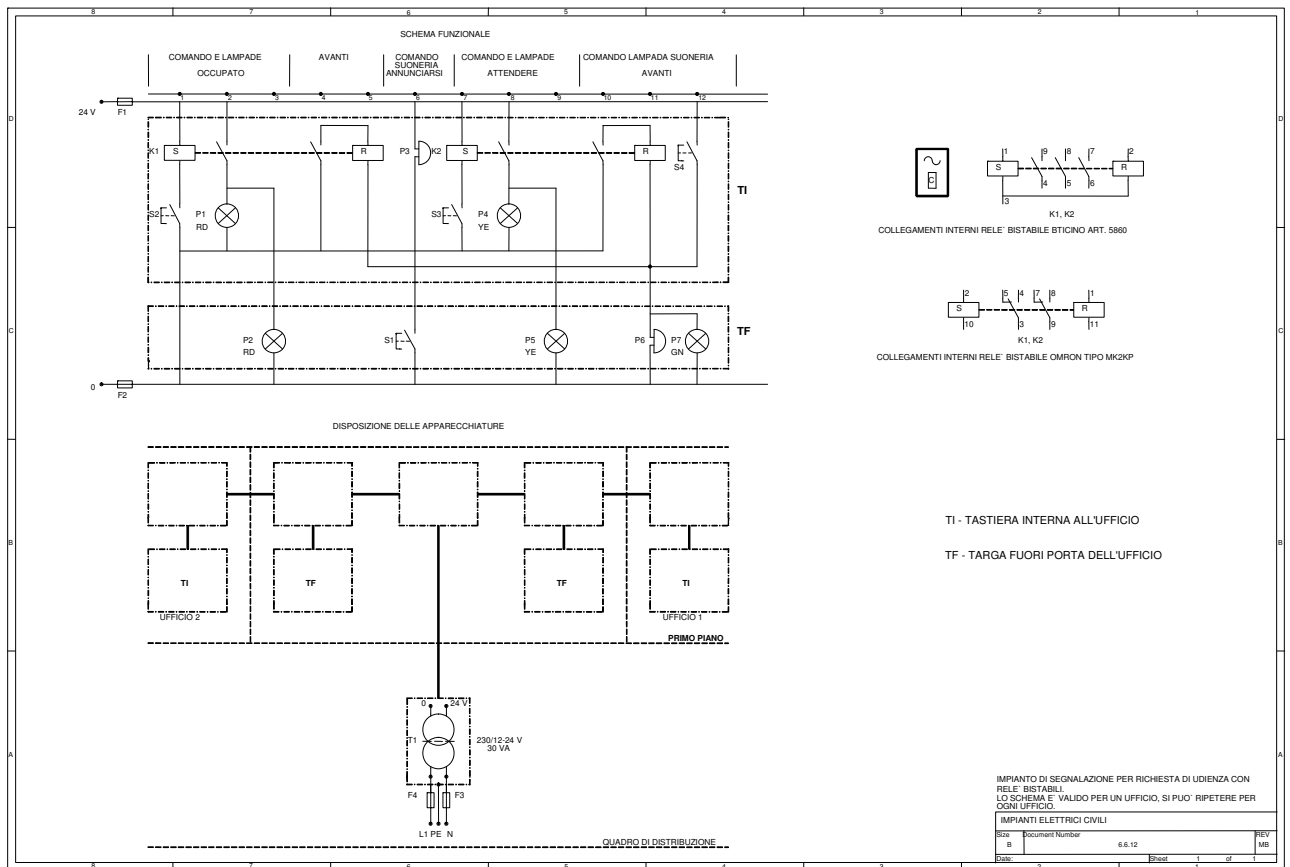 8 7 6 5 4 3 2 1
SCHEMA FUNZIONALE
COMANDO E LAMPADE
OCCUPATO
AVANTI
COMANDO
SUONERIA
ANNUNCIARSI
COMANDO E LAMPADE
ATTENDERE
COMANDO LAMPADA SUONERIA
AVANTI
1 2 3 4 5 6 7 8 9 10 11 12
24 V
F1
D D
K1 S R P3 K2 S R S4
TI
S2 P1 S3 P4
RD YE
1 9 8 7 2
S R
4 5 6
3
K1, K2
COLLEGAMENTI INTERNI RELE` BISTABILE BTICINO ART. 5860
C
2 5 4 7 8 1
S R
10 3 9 11
K1, K2
COLLEGAMENTI INTERNI RELE` BISTABILE OMRON TIPO MK2KP
C C
TF
P2 S1 P5 P6 P7
RD YE GN
0
F2
DISPOSIZIONE DELLE APPARECCHIATURE
TI - TASTIERA INTERNA ALL'UFFICIO
B B
TF - TARGA FUORI PORTA DELL'UFFICIO
TI TF TF TI
UFFICIO 2 UFFICIO 1
PRIMO PIANO
0 24 V
T1
230/12-24 V
30 VA
A A
F4 F3
L1 PE N
QUADRO DI DISTRIBUZIONE
IMPIANTO DI SEGNALAZIONE PER RICHIESTA DI UDIENZA CON
RELE` BISTABILI.
LO SCHEMA E` VALIDO PER UN UFFICIO, SI PUO` RIPETERE PER
OGNI UFFICIO.
IMPIANTI ELETTRICI CIVILI
Size Document Number REV
B 6.6.12 MB
Date: Sheet 1 of 1
8 7 6 5 4 3 2 1